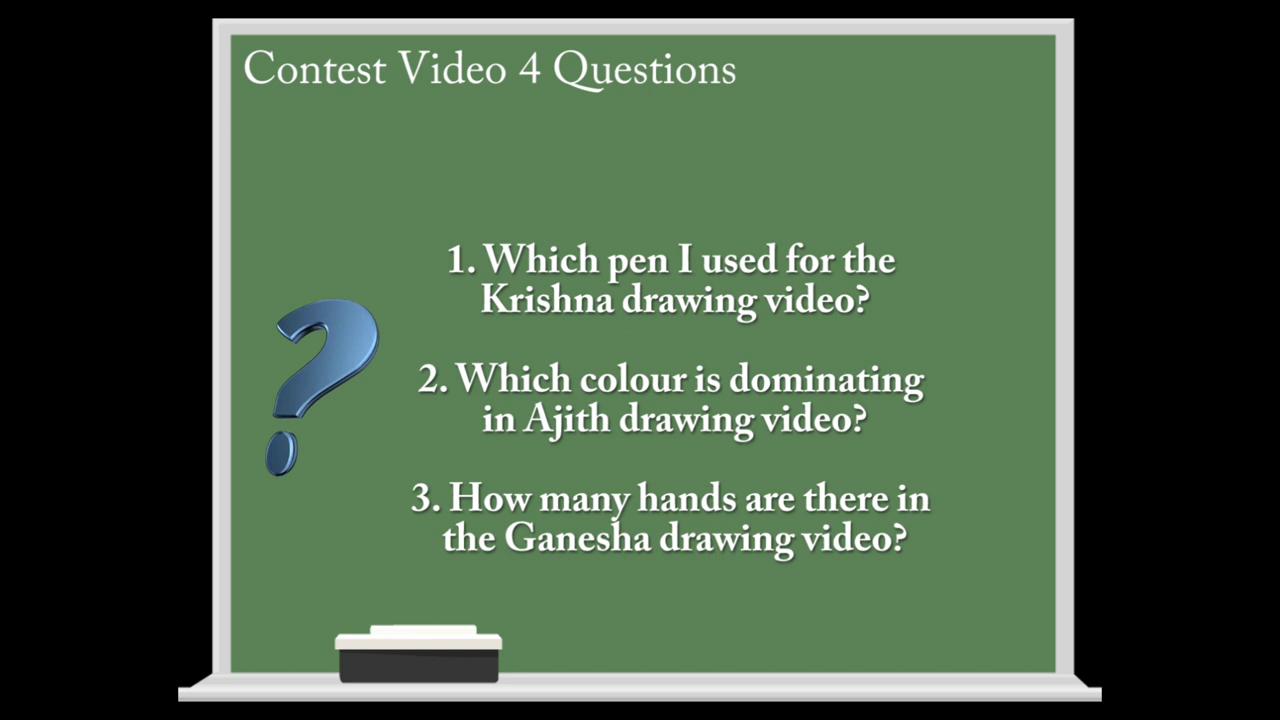 Contest Video 4 Questions
1. Which pen I used for the
Krishna drawing video?
2. Which colour is dominating
in Ajith drawing video?
3. How many hands are there in
the Ganesha drawing video?